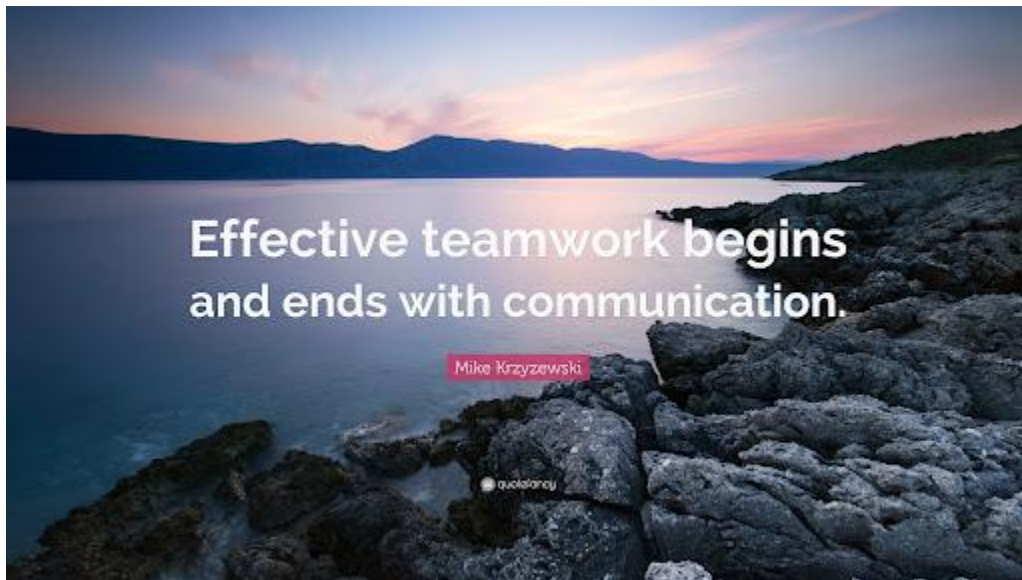 Effective teamwork begins
and ends with communication.
Mike Krzyzewski
quotefancy